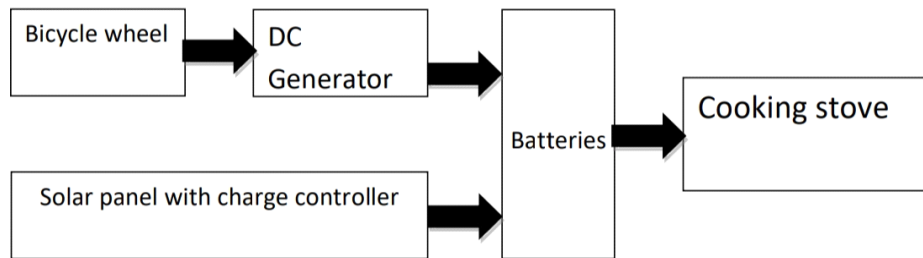 Bicycle wheel
DC
Generator
Batteries
Cooking stove
Solar panel with charge controller